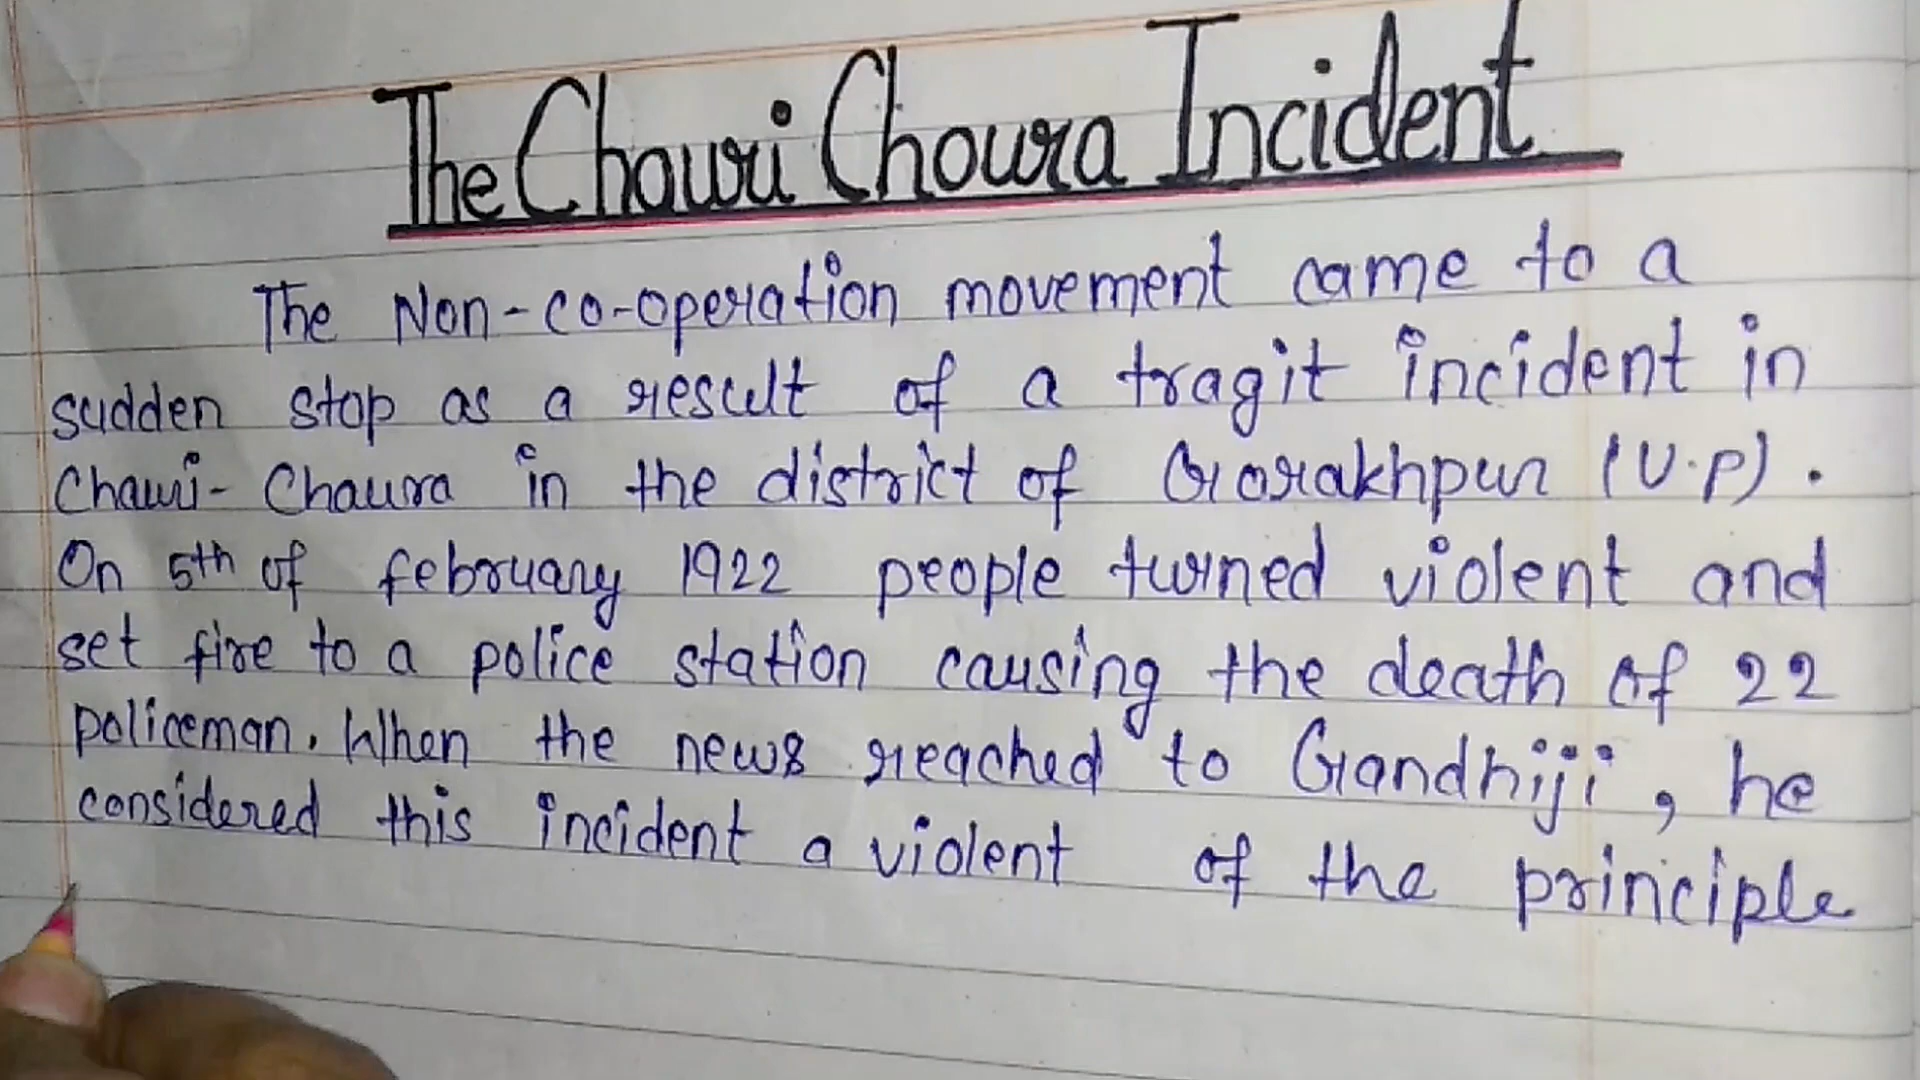 The Chauri Choura Incident
The Non-co-operation movement came to a
sudden stop as a result of a tragit incident in
Chauri- Chaura in the district of Gorakhpur (U.P).
On 5th of february 1922 people turned violent and
set fire to a police station causing the death of 22
policeman. When the news reached to Gandhiji, he
considered this incident a violent of the principle